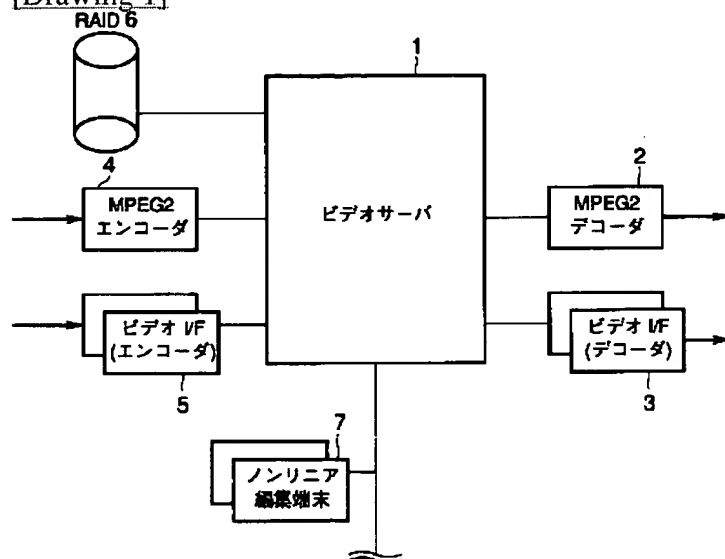 [Drawing 1]
RAID 6
1
4
MPEG2
エンコーダ
ビデオサーバ
2
MPEG2
デコーダ
ビデオ I/F
(エンコーダ)
5
ビデオ I/F
(デコーダ)
3
7
ノンリニア
編集端末